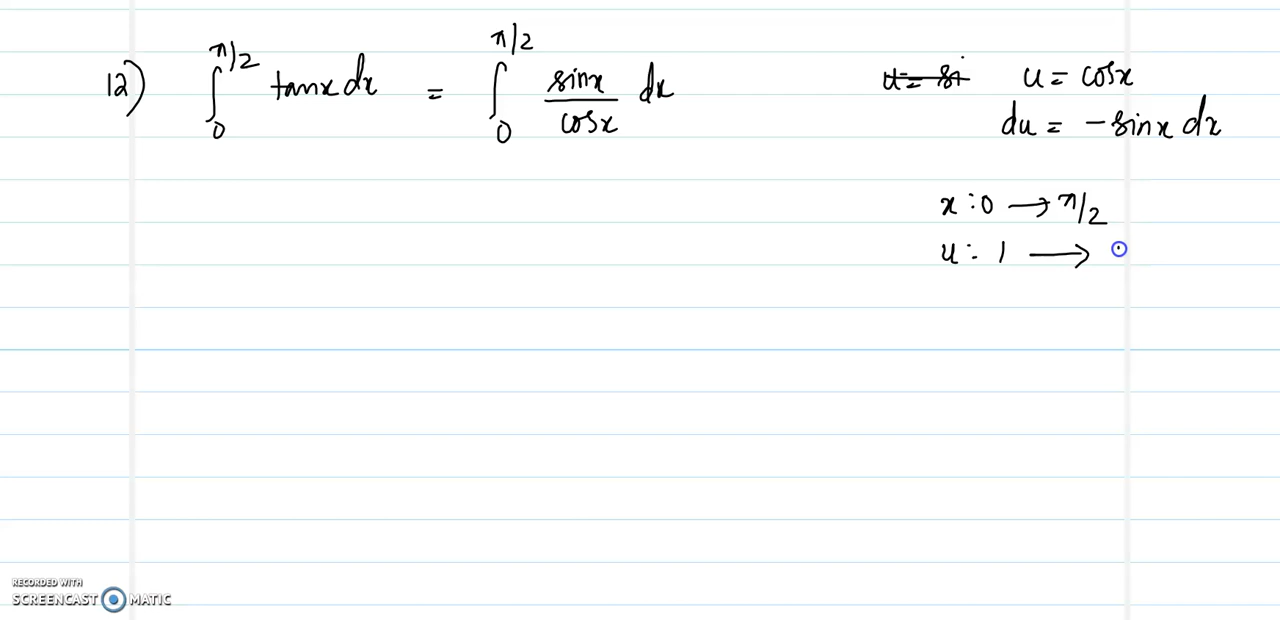 12) ∫₀^(π/2) tanx dx = ∫₀^(π/2) sinx/cosx dx
u = si u = cosx
du = -sinx dx
x : 0 → π/2
u : 1 → 0
RECORDED WITH
SCREENCAST MATIC